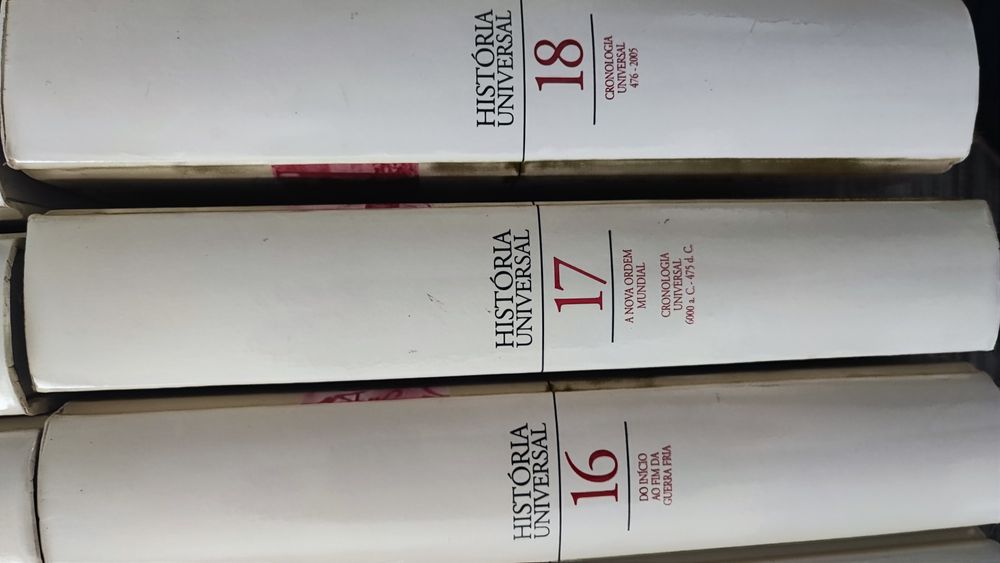 HISTÓRIA
UNIVERSAL
18
CRONOLOGIA
UNIVERSAL
476 - 2005
HISTÓRIA
UNIVERSAL
17
A NOVA ORDEM
MUNDIAL
CRONOLOGIA
UNIVERSAL
6000 a. C. - 475 d. C.
HISTÓRIA
UNIVERSAL
16
DO INÍCIO
AO FIM DA
GUERRA FRIA